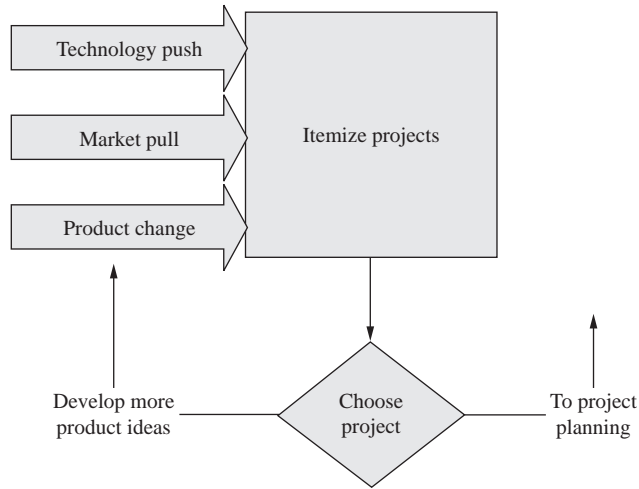 Technology push
Market pull
Itemize projects
Product change
Develop more
product ideas
Choose
project
To project
planning